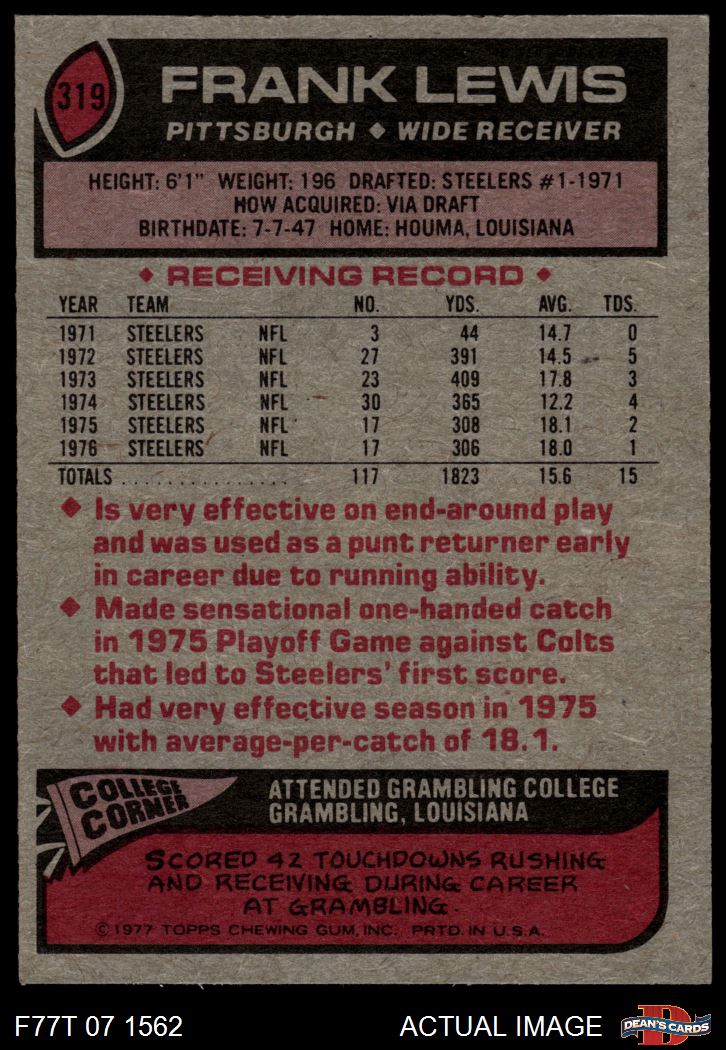 319
FRANK LEWIS
PITTSBURGH ♦ WIDE RECEIVER
HEIGHT: 6'1" WEIGHT: 196 DRAFTED: STEELERS #1-1971
HOW ACQUIRED: VIA DRAFT
BIRTHDATE: 7-7-47 HOME: HOUMA, LOUISIANA
♦ RECEIVING RECORD ♦
YEAR TEAM NO. YDS. AVG. TDS.
1971 STEELERS NFL 3 44 14.7 0
1972 STEELERS NFL 27 391 14.5 5
1973 STEELERS NFL 23 409 17.8 3
1974 STEELERS NFL 30 365 12.2 4
1975 STEELERS NFL 17 308 18.1 2
1976 STEELERS NFL 17 306 18.0 1
TOTALS . . . . . . . . . . . . . . . 117 1823 15.6 15
♦ Is very effective on end-around play
and was used as a punt returner early
in career due to running ability.
♦ Made sensational one-handed catch
in 1975 Playoff Game against Colts
that led to Steelers' first score.
♦ Had very effective season in 1975
with average-per-catch of 18.1.
COLLEGE
CORNER
ATTENDED GRAMBLING COLLEGE
GRAMBLING, LOUISIANA
SCORED 42 TOUCHDOWNS RUSHING
AND RECEIVING DURING CAREER
AT GRAMBLING.
©1977 TOPPS CHEWING GUM, INC. PRTD. IN U.S.A.
F77T 07 1562 ACTUAL IMAGE
D
DEAN'S CARDS